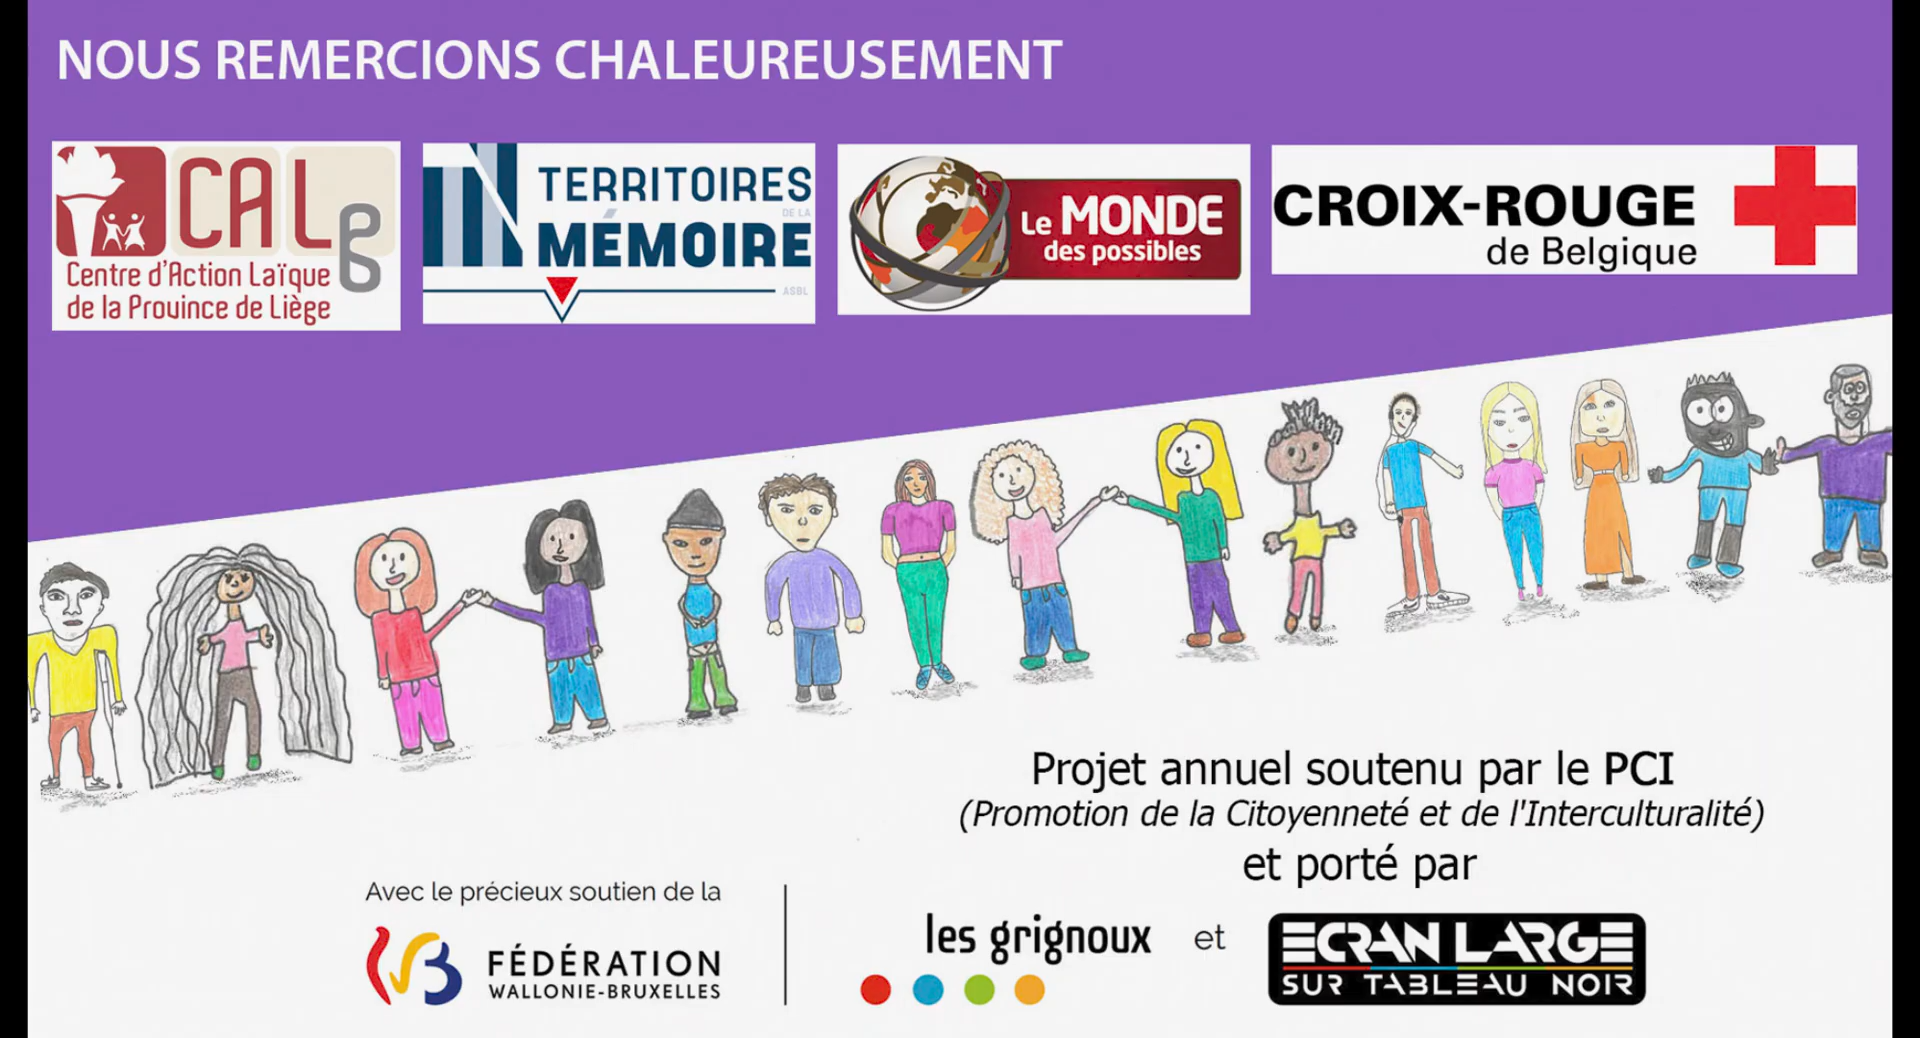 NOUS REMERCIONS CHALEUREUSEMENT
CAL
Centre d'Action Laïque
de la Province de Liège
TERRITOIRES
DE LA
MÉMOIRE
ASBL
Le MONDE
des possibles
CROIX-ROUGE
de Belgique
Projet annuel soutenu par le PCI
(Promotion de la Citoyenneté et de l'Interculturalité)
et porté par
Avec le précieux soutien de la
FÉDÉRATION
WALLONIE-BRUXELLES
les grignoux
et
ECRAN LARGE
SUR TABLEAU NOIR